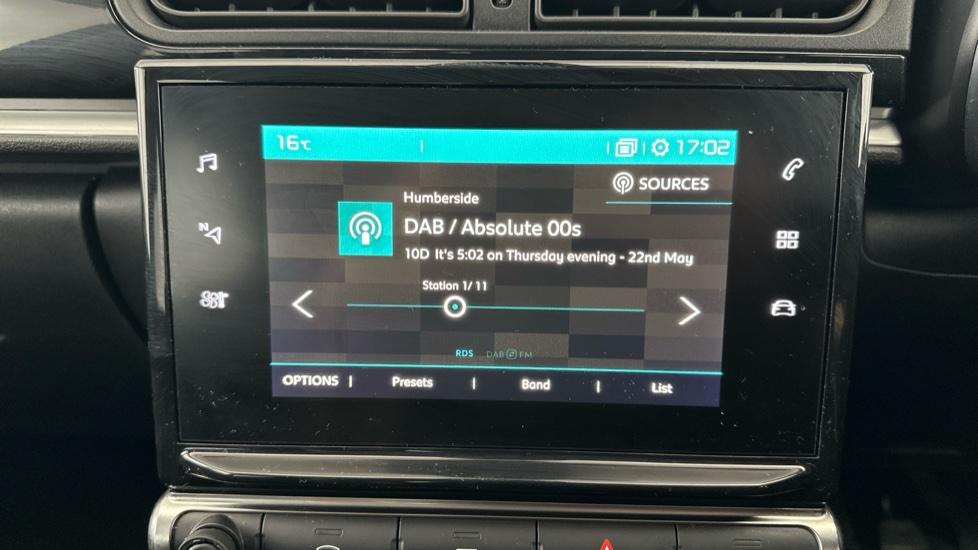 16°C
17:02
SOURCES
Humberside
DAB / Absolute 00s
10D It's 5:02 on Thursday evening - 22nd May
Station 1/11
RDS DAB FM
OPTIONS | Presets | Band | List
N